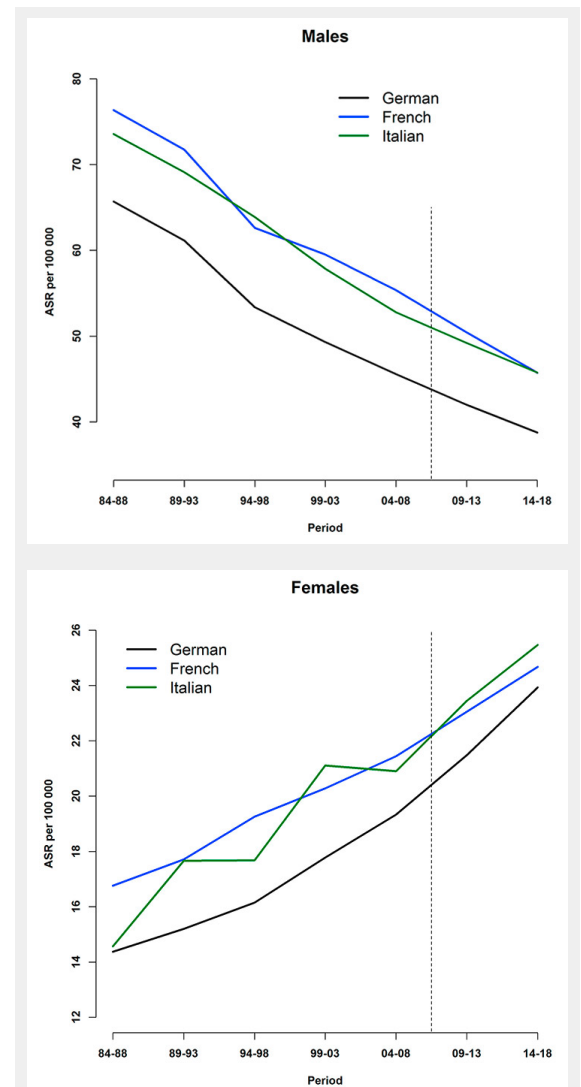 Males
German
French
Italian
ASR per 100 000
80
70
60
50
40
84-88 89-93 94-98 99-03 04-08 09-13 14-18
Period
Females
German
French
Italian
ASR per 100 000
26
24
22
20
18
16
14
12
84-88 89-93 94-98 99-03 04-08 09-13 14-18
Period